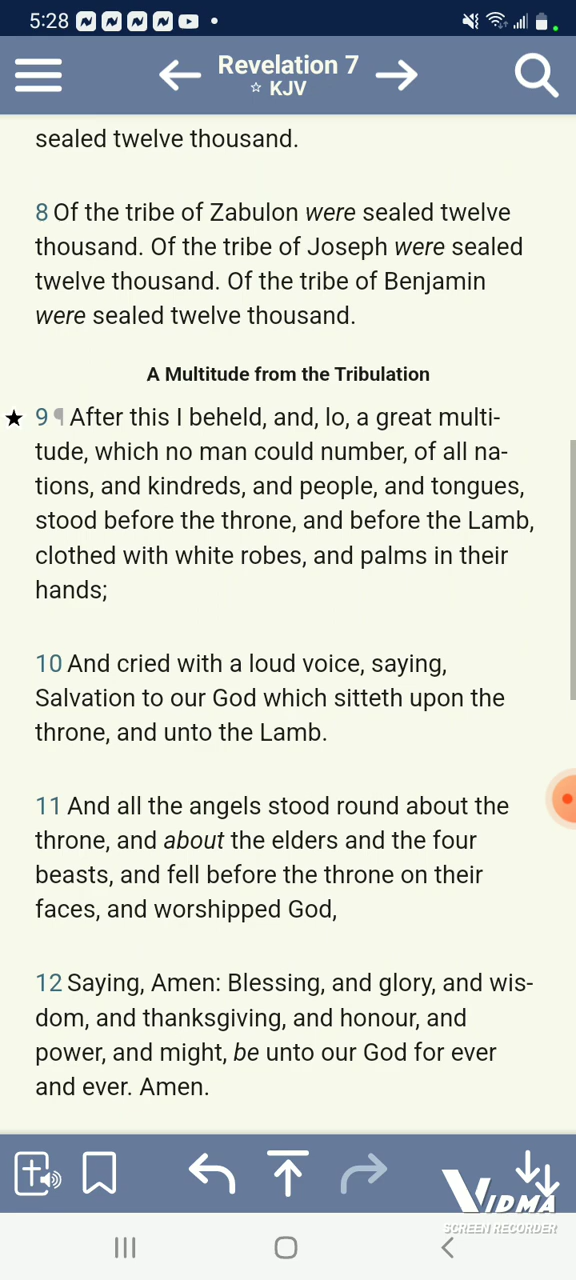 5:28
Revelation 7
☆ KJV
sealed twelve thousand.
8 Of the tribe of Zabulon were sealed twelve
thousand. Of the tribe of Joseph were sealed
twelve thousand. Of the tribe of Benjamin
were sealed twelve thousand.
A Multitude from the Tribulation
★ 9 ¶ After this I beheld, and, lo, a great multi-
tude, which no man could number, of all na-
tions, and kindreds, and people, and tongues,
stood before the throne, and before the Lamb,
clothed with white robes, and palms in their
hands;
10 And cried with a loud voice, saying,
Salvation to our God which sitteth upon the
throne, and unto the Lamb.
11 And all the angels stood round about the
throne, and about the elders and the four
beasts, and fell before the throne on their
faces, and worshipped God,
12 Saying, Amen: Blessing, and glory, and wis-
dom, and thanksgiving, and honour, and
power, and might, be unto our God for ever
and ever. Amen.
VIDMA
SCREEN RECORDER